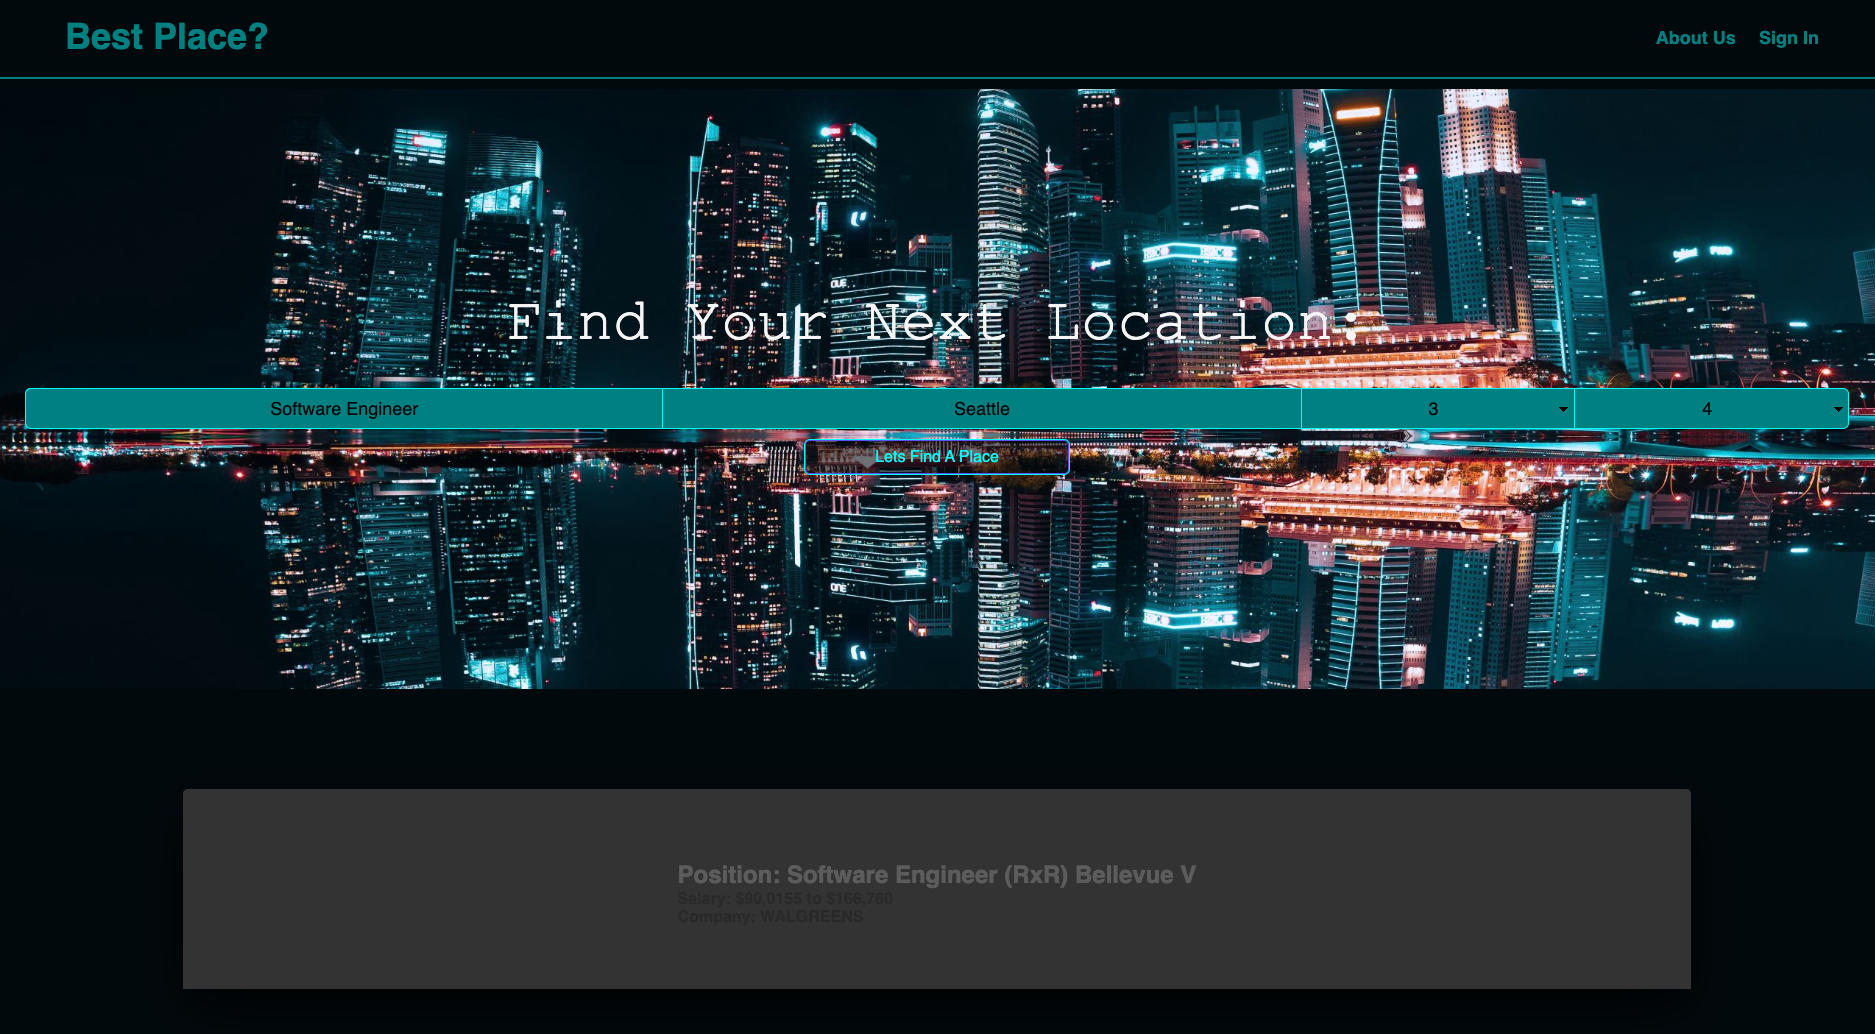 Best Place?
About Us Sign In
Find Your Next Location:
Software Engineer Seattle 3 4
Lets Find A Place
Position: Software Engineer (RxR) Bellevue V
Salary: $90,0155 to $166,760
Company: WALGREENS